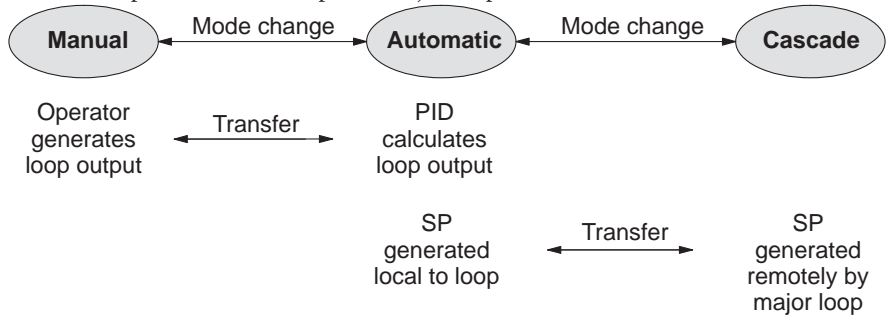 Manual
Mode change
Automatic
Mode change
Cascade
Operator
generates
loop output
Transfer
PID
calculates
loop output
SP
generated
local to loop
Transfer
SP
generated
remotely by
major loop